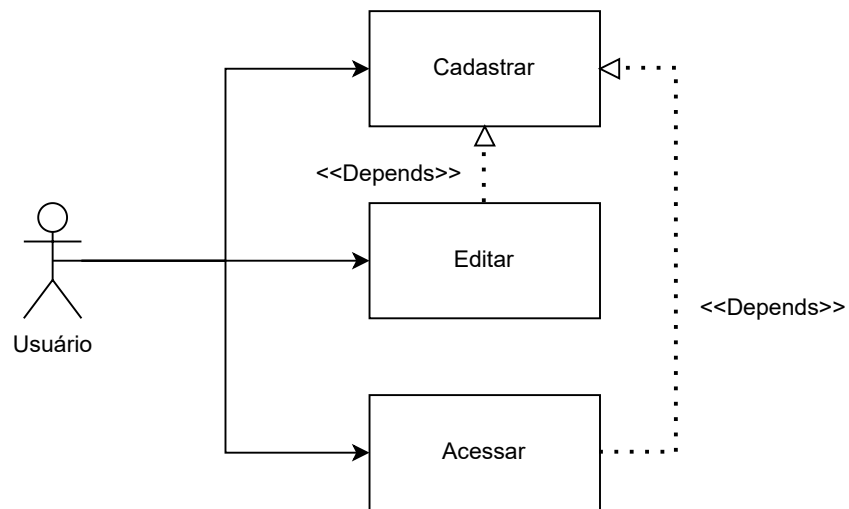 Cadastrar
<<Depends>>
Editar
Usuário
<<Depends>>
Acessar